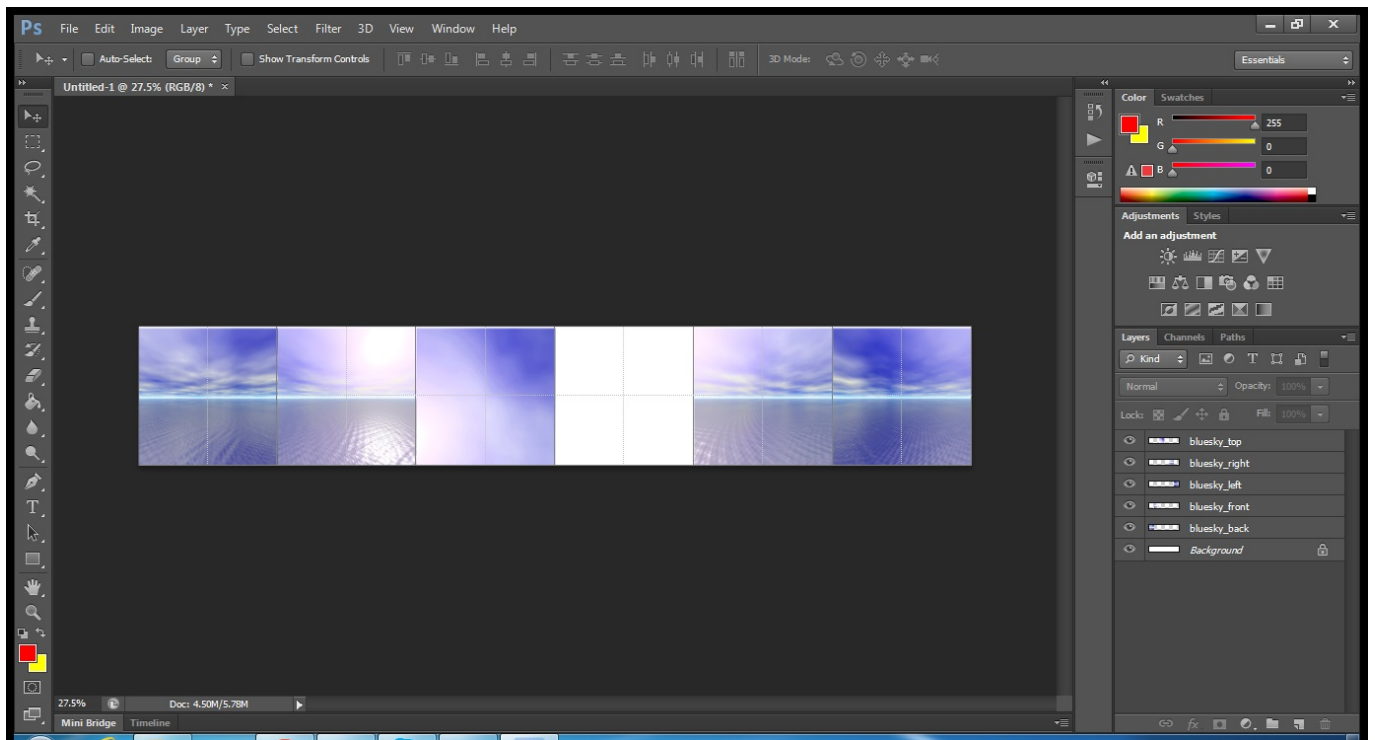 Ps File Edit Image Layer Type Select Filter 3D View Window Help
Auto-Select: Group Show Transform Controls 3D Mode: Essentials
Untitled-1 @ 27.5% (RGB/8) * ×
Color Swatches
R 255
G 0
B 0
Adjustments Styles
Add an adjustment
Layers Channels Paths
Kind T
Normal Opacity: 100%
Lock: Fill: 100%
bluesky_top
bluesky_right
bluesky_left
bluesky_front
bluesky_back
Background
T
27.5% Doc: 4.50M/5.78M
Mini Bridge Timeline
fx